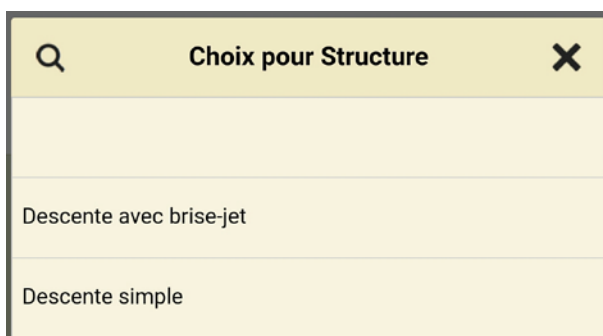 Choix pour Structure
Descente avec brise-jet
Descente simple